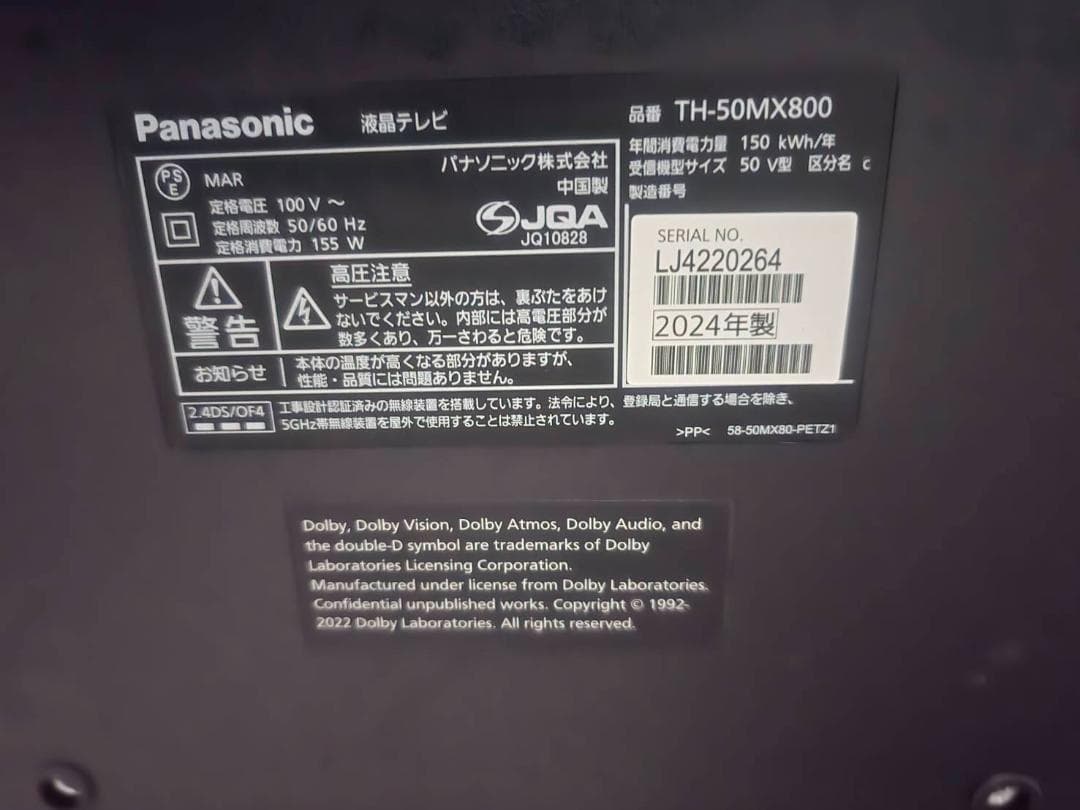 Panasonic 液晶テレビ
品番 TH-50MX800
年間消費電力量 150 kWh/年
受信機型サイズ 50 V型 区分名 c
製造番号
PS
E
MAR
パナソニック株式会社
中国製
定格電圧 100 V ～
定格周波数 50/60 Hz
定格消費電力 155 W
JQA
JQ10828
SERIAL NO.
LJ4220264
2024年製
警告
高圧注意
サービスマン以外の方は、裏ぶたをあけ
ないでください。内部には高電圧部分が
数多くあり、万一さわると危険です。
お知らせ
本体の温度が高くなる部分がありますが、
性能・品質には問題ありません。
2.4DS/OF4
工事設計認証済みの無線装置を搭載しています。法令により、登録局と通信する場合を除き、
5GHz帯無線装置を屋外で使用することは禁止されています。
>PP< 58-50MX80-PETZ1
Dolby, Dolby Vision, Dolby Atmos, Dolby Audio, and
the double-D symbol are trademarks of Dolby
Laboratories Licensing Corporation.
Manufactured under license from Dolby Laboratories.
Confidential unpublished works. Copyright © 1992-
2022 Dolby Laboratories. All rights reserved.